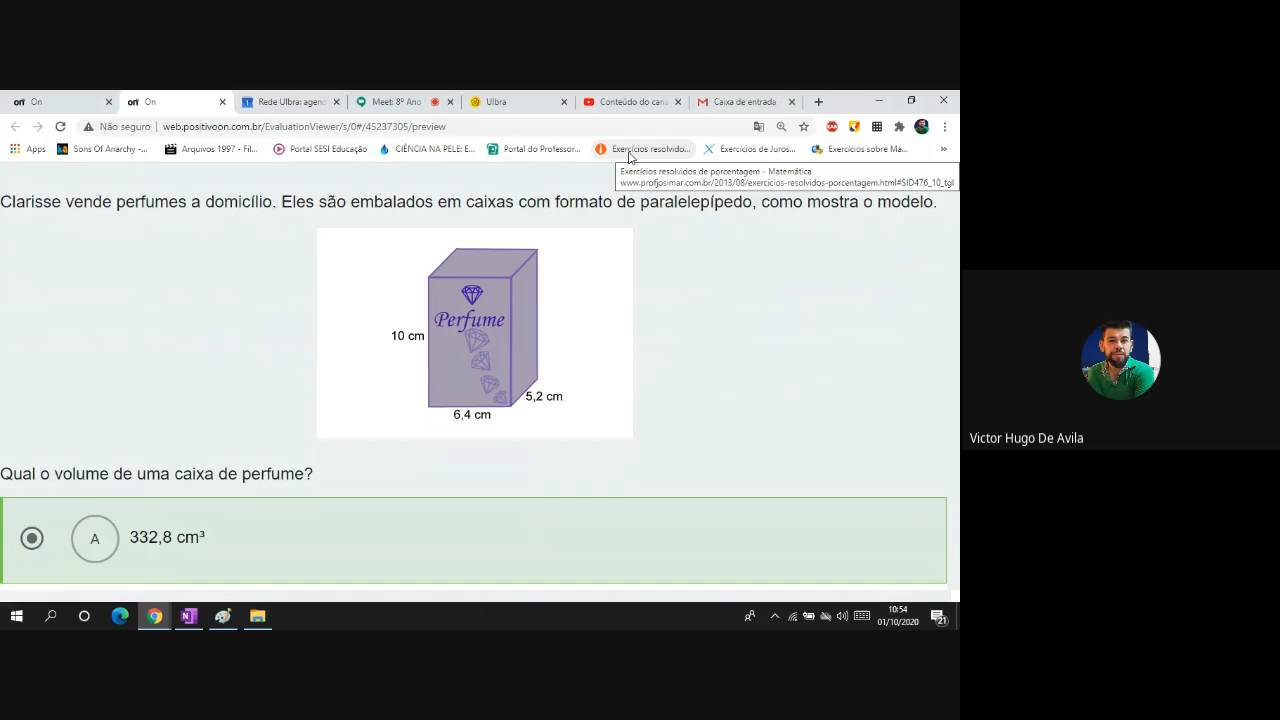 On
On
Rede Ulbra: agen
Meet: 8º Ano
Ulbra
Conteúdo do cana
Caixa de entrada
Não seguro
web.positivoon.com.br/EvaluationViewer/s/0#/45237305/preview
Apps
Sons Of Anarchy -...
Arquivos 1997 - Fil...
Portal SESI Educação
CIÊNCIA NA PELE: E...
Portal do Professor...
Exercícios resolvido...
Exercícios de Juros...
Exercícios sobre Má...
»
Exercícios resolvidos de porcentagem - Matemática
www.profjosimar.com.br/2013/08/exercicios-resolvidos-porcentagem.html#SID476_10_tgl
Clarisse vende perfumes a domicílio. Eles são embalados em caixas com formato de paralelepípedo, como mostra o modelo.
Perfume
10 cm
5,2 cm
6,4 cm
Qual o volume de uma caixa de perfume?
A
332,8 cm³
Victor Hugo De Avila
10:54
01/10/2020
21